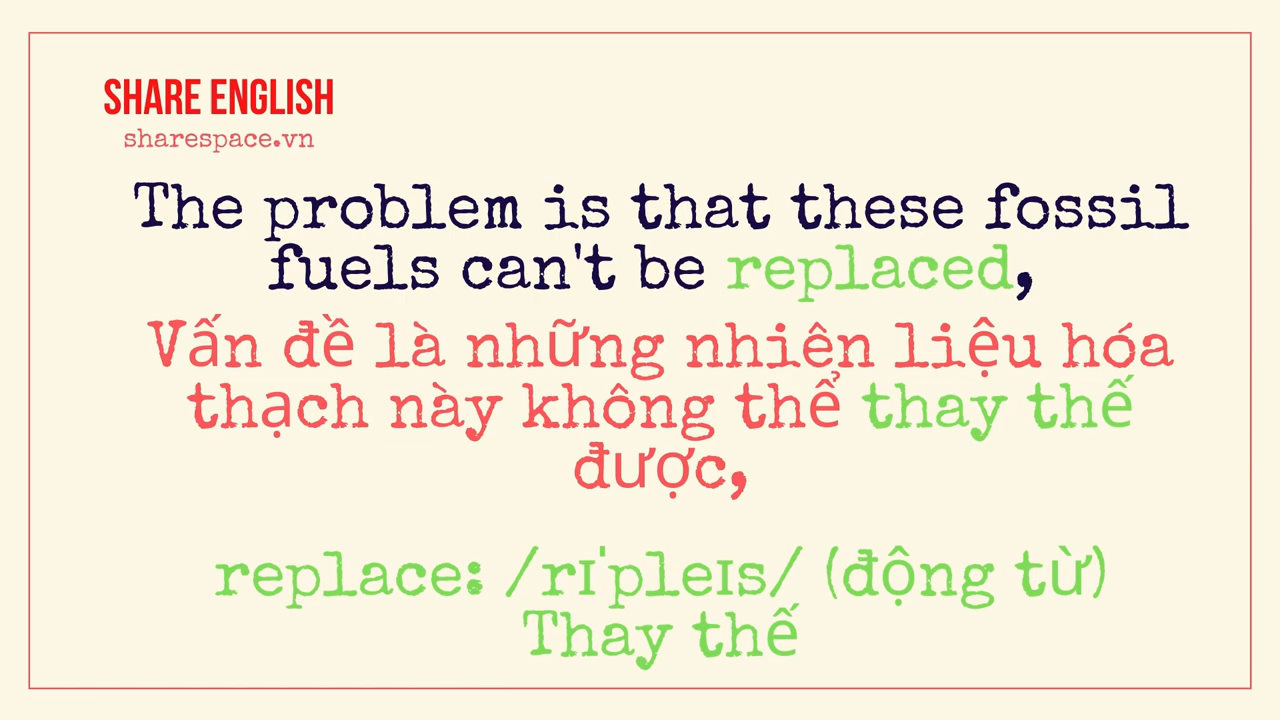 SHARE ENGLISH
sharespace.vn
The problem is that these fossil
fuels can't be replaced,
Vấn đề là những nhiên liệu hóa
thạch này không thể thay thế
được,
replace: /rɪˈpleɪs/ (động từ)
Thay thế